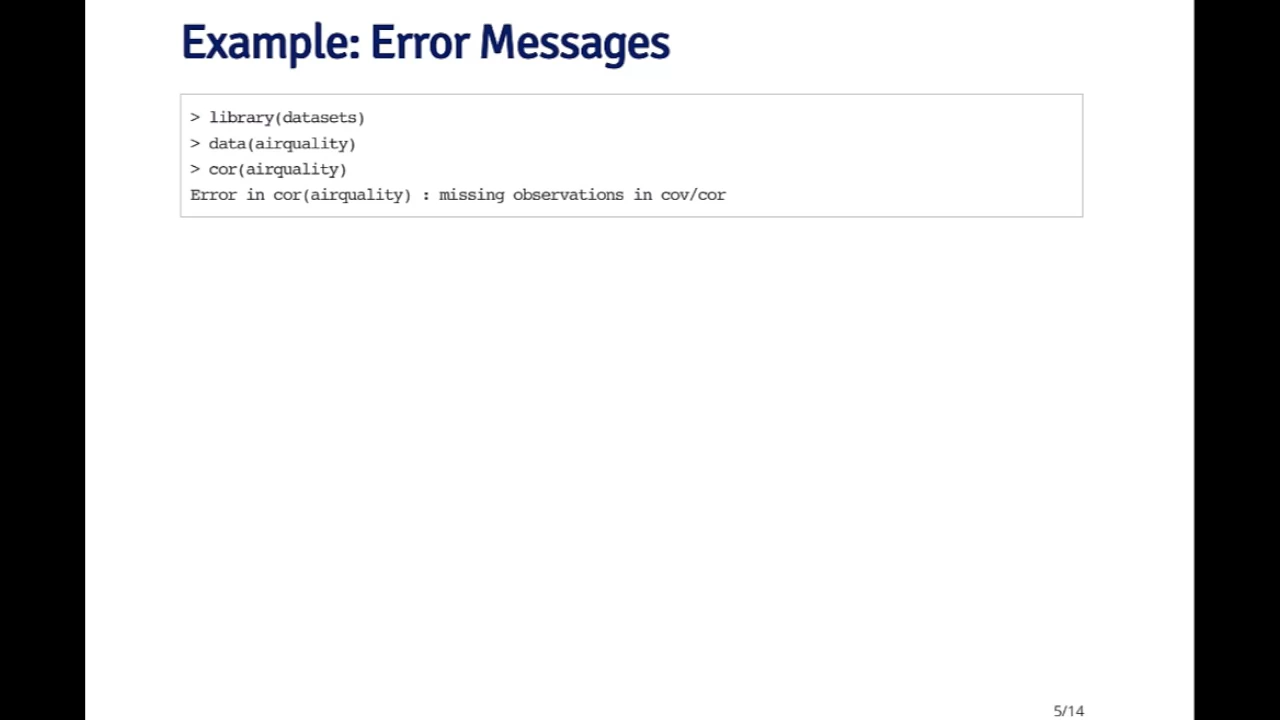 Example: Error Messages
> library(datasets)
> data(airquality)
> cor(airquality)
Error in cor(airquality) : missing observations in cov/cor
5/14